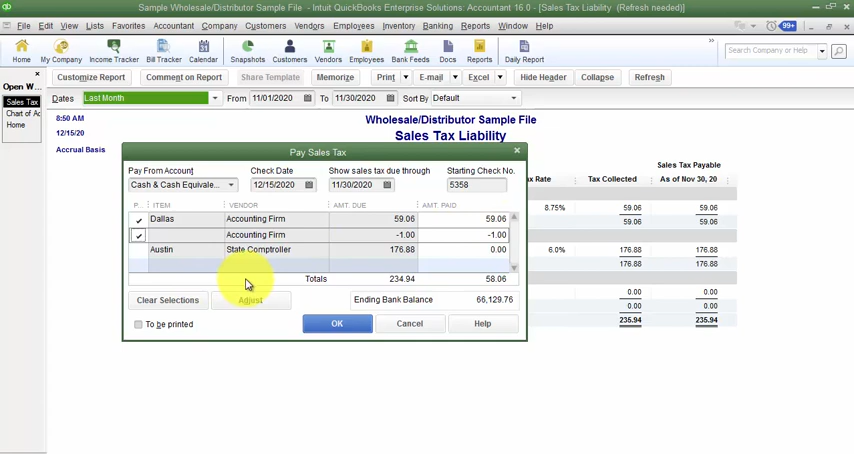 Sample Wholesale/Distributor Sample File - Intuit QuickBooks Enterprise Solutions: Accountant 16.0 - [Sales Tax Liability (Refresh needed)]
File Edit View Lists Favorites Accountant Company Customers Vendors Employees Inventory Banking Reports Window Help 99+
Home My Company Income Tracker Bill Tracker Calendar Snapshots Customers Vendors Employees Bank Feeds Docs Reports Daily Report » Search Company or Help
Open W... Customize Report Comment on Report Share Template Memorize Print E-mail Excel Hide Header Collapse Refresh
Sales Tax Dates Last Month From 11/01/2020 To 11/30/2020 Sort By Default
Chart of Ac
Home
8:50 AM Wholesale/Distributor Sample File
12/15/20 Sales Tax Liability
Accrual Basis
Pay Sales Tax
Sales Tax Payable
ax Rate Tax Collected As of Nov 30, 20
8.75% 59.06 59.06
59.06 59.06
6.0% 176.88 176.88
176.88 176.88
0.00 0.00
0.00 0.00
235.94 235.94
Pay From Account Check Date Show sales tax due through Starting Check No.
Cash & Cash Equivale... 12/15/2020 11/30/2020 5358
P... ITEM VENDOR AMT. DUE AMT. PAID
✔ Dallas Accounting Firm 59.06 59.06
✔ Accounting Firm -1.00 -1.00
Austin State Comptroller 176.88 0.00
Totals 234.94 58.06
Clear Selections Adjust Ending Bank Balance 66,129.76
To be printed OK Cancel Help